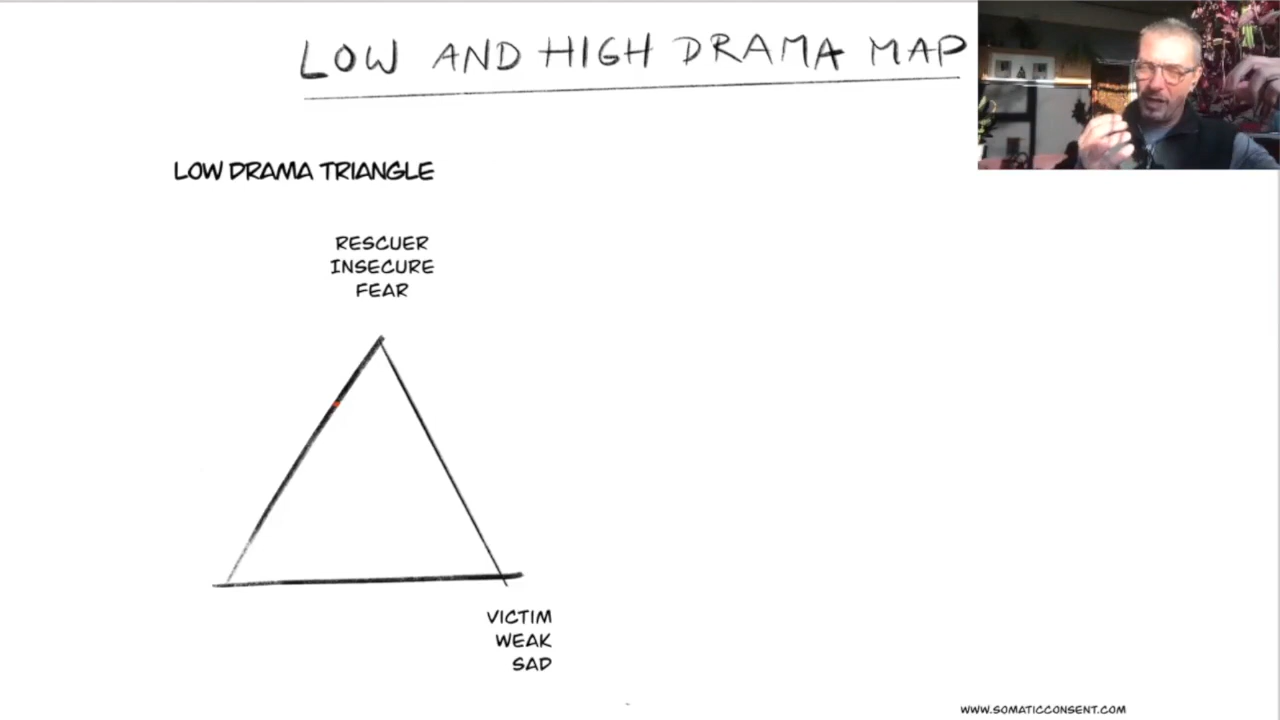 LOW AND HIGH DRAMA MAP
LOW DRAMA TRIANGLE
RESCUER
INSECURE
FEAR
VICTIM
WEAK
SAD
WWW.SOMATICCONSENT.COM